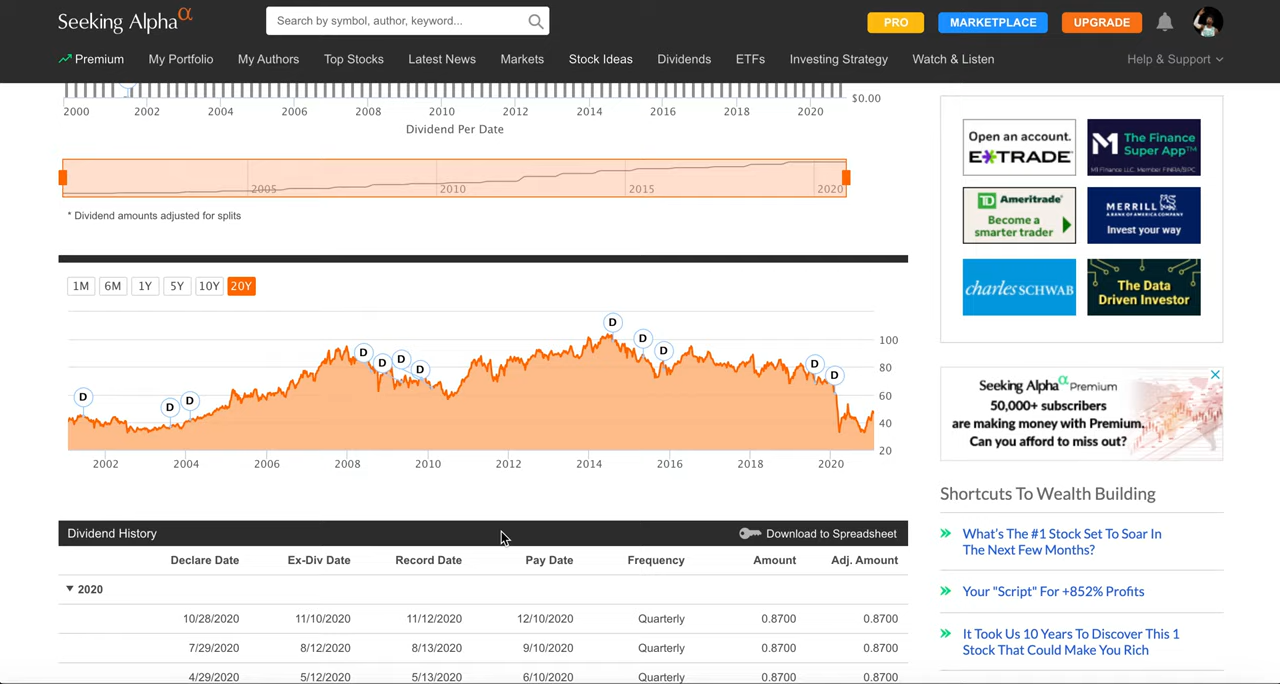 Seeking Alpha α
Search by symbol, author, keyword...
PRO
MARKETPLACE
UPGRADE
Premium My Portfolio My Authors Top Stocks Latest News Markets Stock Ideas Dividends ETFs Investing Strategy Watch & Listen Help & Support
$0.00
2000 2002 2004 2006 2008 2010 2012 2014 2016 2018 2020
Dividend Per Date
2005 2010 2015 2020
* Dividend amounts adjusted for splits
1M 6M 1Y 5Y 10Y 20Y
D D D D D D D D D D D D
100
80
60
40
20
2002 2004 2006 2008 2010 2012 2014 2016 2018 2020
Dividend History
Download to Spreadsheet
Declare Date Ex-Div Date Record Date Pay Date Frequency Amount Adj. Amount
2020
10/28/2020 11/10/2020 11/12/2020 12/10/2020 Quarterly 0.8700 0.8700
7/29/2020 8/12/2020 8/13/2020 9/10/2020 Quarterly 0.8700 0.8700
4/29/2020 5/12/2020 5/13/2020 6/10/2020 Quarterly 0.8700 0.8700
Open an account.
E*TRADE
M The Finance
Super App™
M1 Finance LLC, Member FINRA/SIPC
TD Ameritrade
Become a
smarter trader
MERRILL
A BANK OF AMERICA COMPANY
Invest your way
charles SCHWAB
The Data
Driven Investor
Seeking Alpha α Premium
50,000+ subscribers
are making money with Premium.
Can you afford to miss out?
Shortcuts To Wealth Building
What's The #1 Stock Set To Soar In
The Next Few Months?
Your "Script" For +852% Profits
It Took Us 10 Years To Discover This 1
Stock That Could Make You Rich